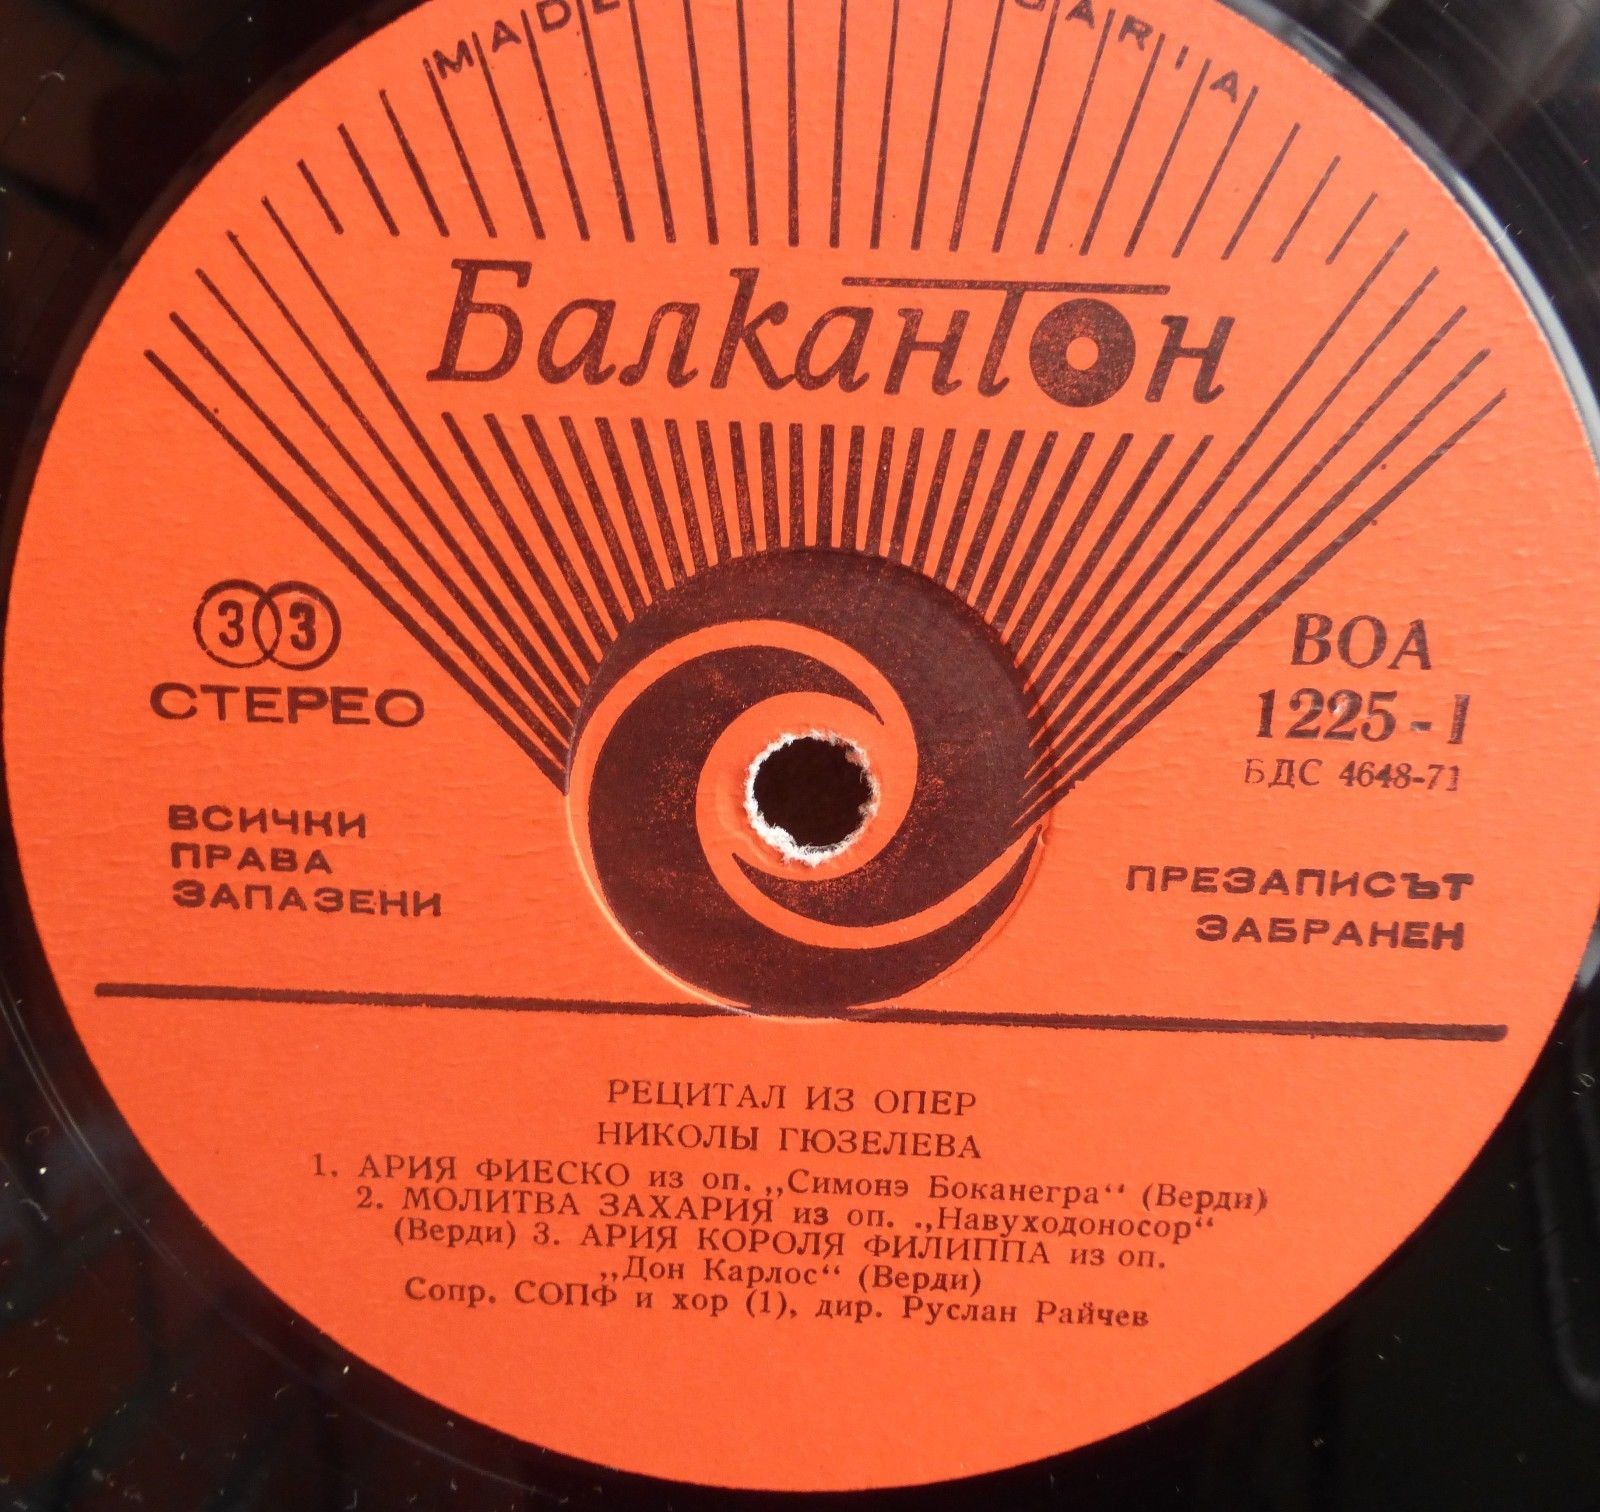 MADE
GARIA
Балкантон
33
СТЕРЕО
ВОА
1225-I
БДС 4648-71
ВСИЧКИ
ПРАВА
ЗАПАЗЕНИ
ПРЕЗАПИСЪТ
ЗАБРАНЕН
РЕЦИТАЛ ИЗ ОПЕР
НИКОЛЫ ГЮЗЕЛЕВА
1. АРИЯ ФИЕСКО из оп. „Симонэ Боканегра“ (Верди)
2. МОЛИТВА ЗАХАРИЯ из оп. „Навуходоносор“
(Верди) 3. АРИЯ КОРОЛЯ ФИЛИППА из оп.
„Дон Карлос“ (Верди)
Сопр. СОПФ и хор (1), дир. Руслан Райчев